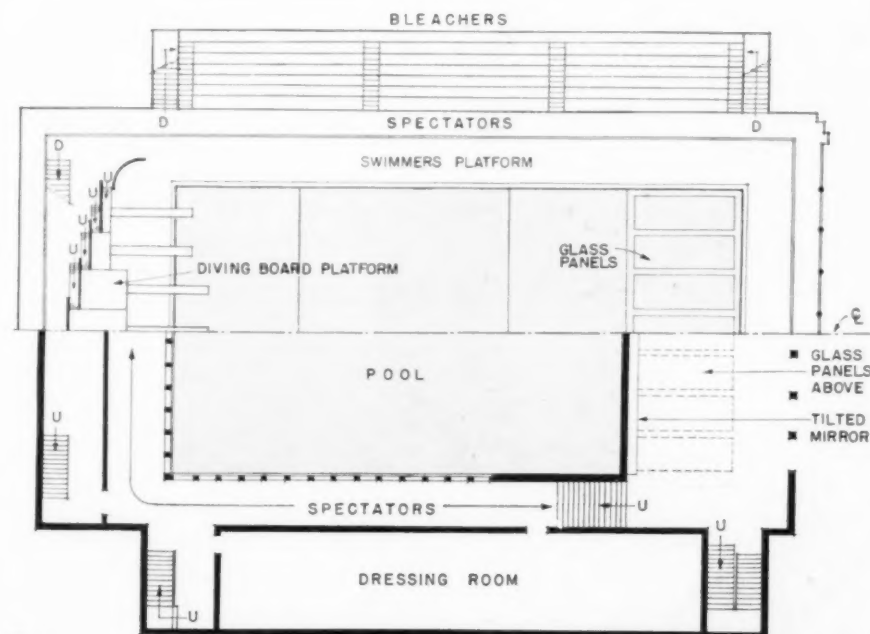 BLEACHERS
D
SPECTATORS
D
SWIMMERS PLATFORM
D
U
U
U
U
DIVING BOARD PLATFORM
GLASS
PANELS
℄
POOL
GLASS
PANELS
ABOVE
TILTED
MIRROR
U
SPECTATORS
U
U
DRESSING ROOM
U